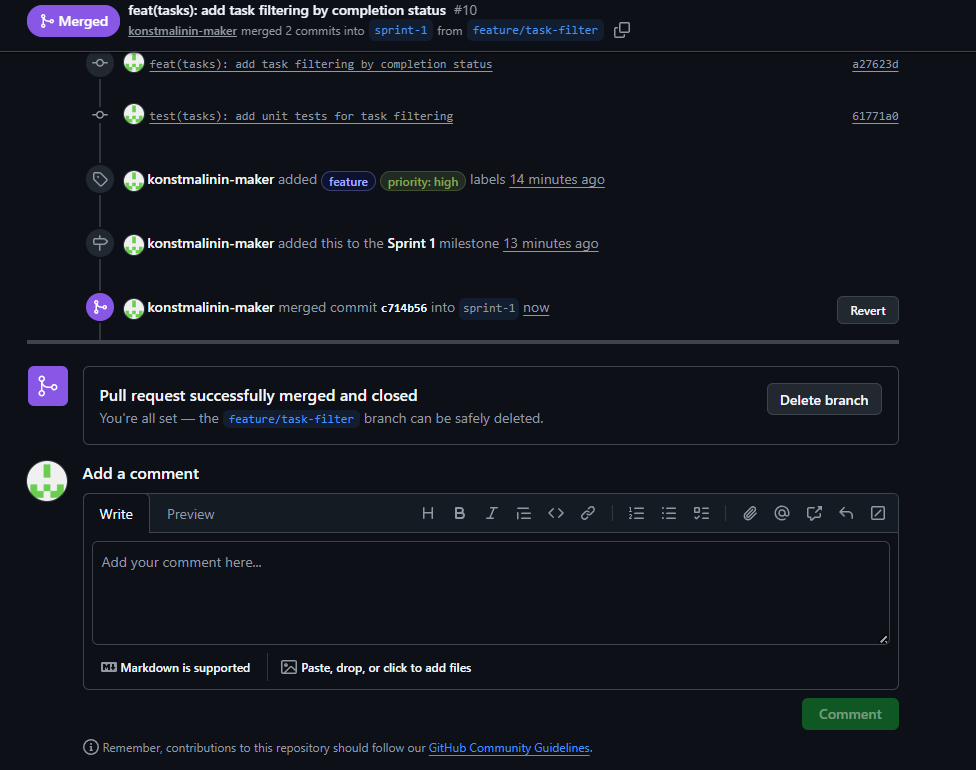 Merged
feat(tasks): add task filtering by completion status #10
konstmalinin-maker merged 2 commits into sprint-1 from feature/task-filter
feat(tasks): add task filtering by completion status a27623d
test(tasks): add unit tests for task filtering 61771a0
konstmalinin-maker added feature priority: high labels 14 minutes ago
konstmalinin-maker added this to the Sprint 1 milestone 13 minutes ago
konstmalinin-maker merged commit c714b56 into sprint-1 now Revert
Pull request successfully merged and closed
You're all set — the feature/task-filter branch can be safely deleted.
Delete branch
Add a comment
Write Preview
Add your comment here...
Markdown is supported Paste, drop, or click to add files
Comment
Remember, contributions to this repository should follow our GitHub Community Guidelines.